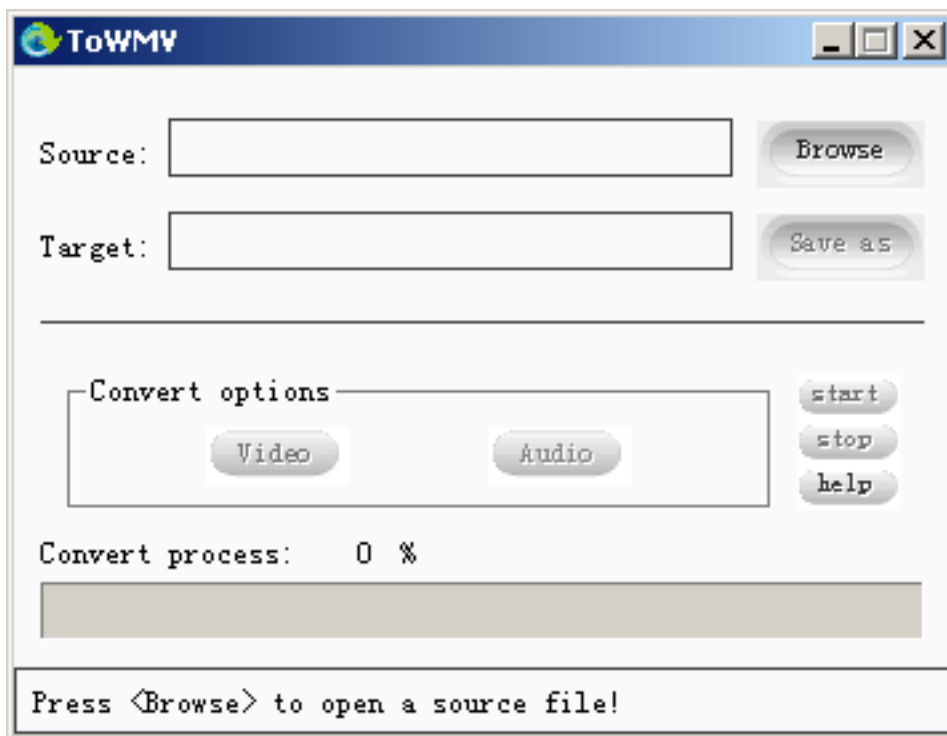 ToWMV
Source:
Browse
Target:
Save as
Convert options
Video
Audio
start
stop
help
Convert process: 0 %
Press <Browse> to open a source file!